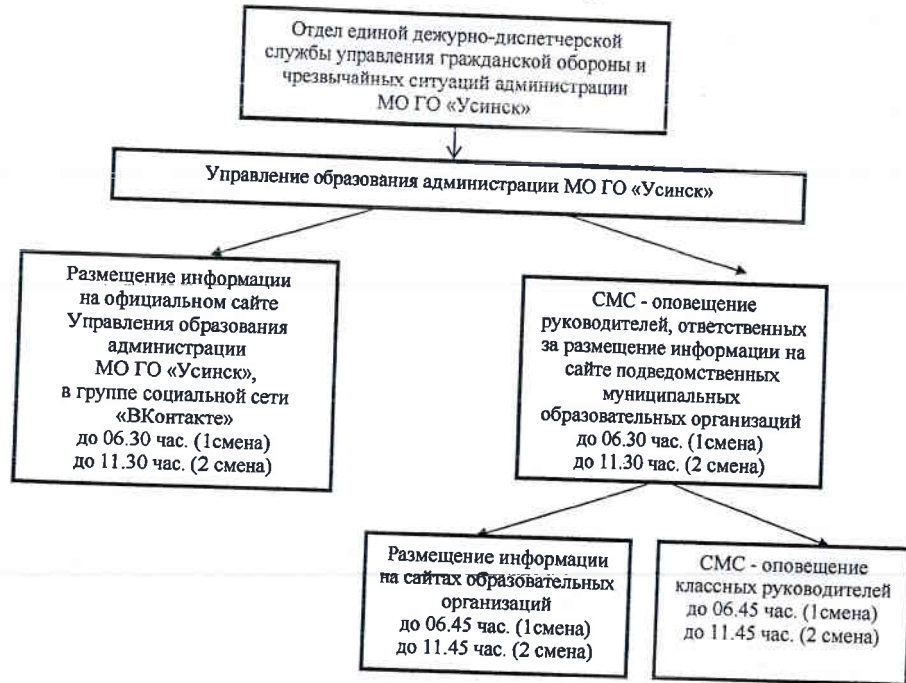 Отдел единой дежурно-диспетчерской
службы управления гражданской обороны и
чрезвычайных ситуаций администрации
МО ГО «Усинск»
Управление образования администрации МО ГО «Усинск»
Размещение информации
на официальном сайте
Управления образования
администрации
МО ГО «Усинск»,
в группе социальной сети
«ВКонтакте»
до 06.30 час. (1смена)
до 11.30 час. (2 смена)
СМС - оповещение
руководителей, ответственных
за размещение информации на
сайте подведомственных
муниципальных
образовательных организаций
до 06.30 час. (1смена)
до 11.30 час. (2 смена)
Размещение информации
на сайтах образовательных
организаций
до 06.45 час. (1смена)
до 11.45 час. (2 смена)
СМС - оповещение
классных руководителей
до 06.45 час. (1смена)
до 11.45 час. (2 смена)